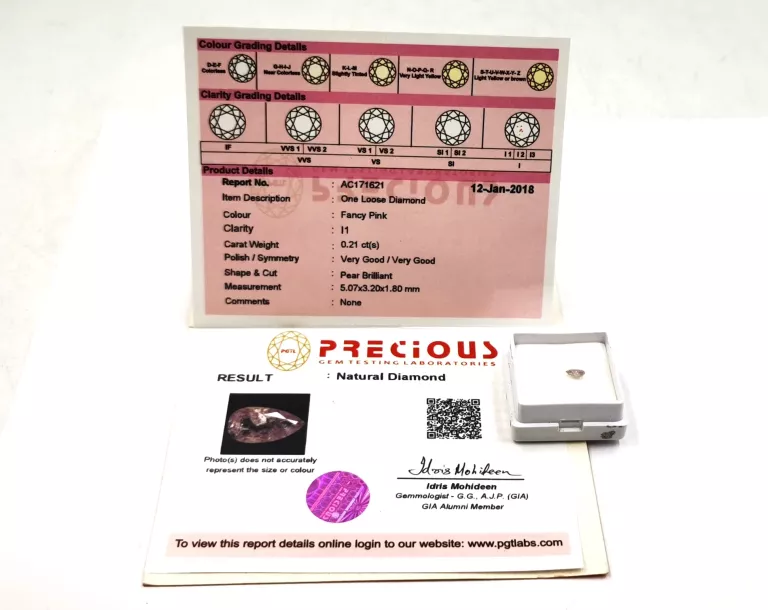 Colour Grading Details
D-E-F Colorless
G-H-I-J Near Colorless
K-L-M Slightly Tinted
N-O-P-Q-R Very Light Yellow
S-T-U-V-W-X-Y-Z Light Yellow or brown
Clarity Grading Details
IF VVS 1 VVS 2 VS 1 VS 2 SI 1 SI 2 I 1 I 2 I3
VVS VS SI I
Product Details
Report No. : AC171621 12-Jan-2018
Item Description : One Loose Diamond
Colour : Fancy Pink
Clarity : I1
Carat Weight : 0.21 ct(s)
Polish / Symmetry : Very Good / Very Good
Shape & Cut : Pear Brilliant
Measurement : 5.07x3.20x1.80 mm
Comments : None
PGTL PRECIOUS
GEM TESTING LABORATORIES
RESULT : Natural Diamond
Photo(s) does not accurately
represent the size or colour
PRECIOUS
Idris Mohideen
Idris Mohideen
Gemmologist - G.G., A.J.P. (GIA)
GIA Alumni Member
To view this report details online login to our website: www.pgtlabs.com